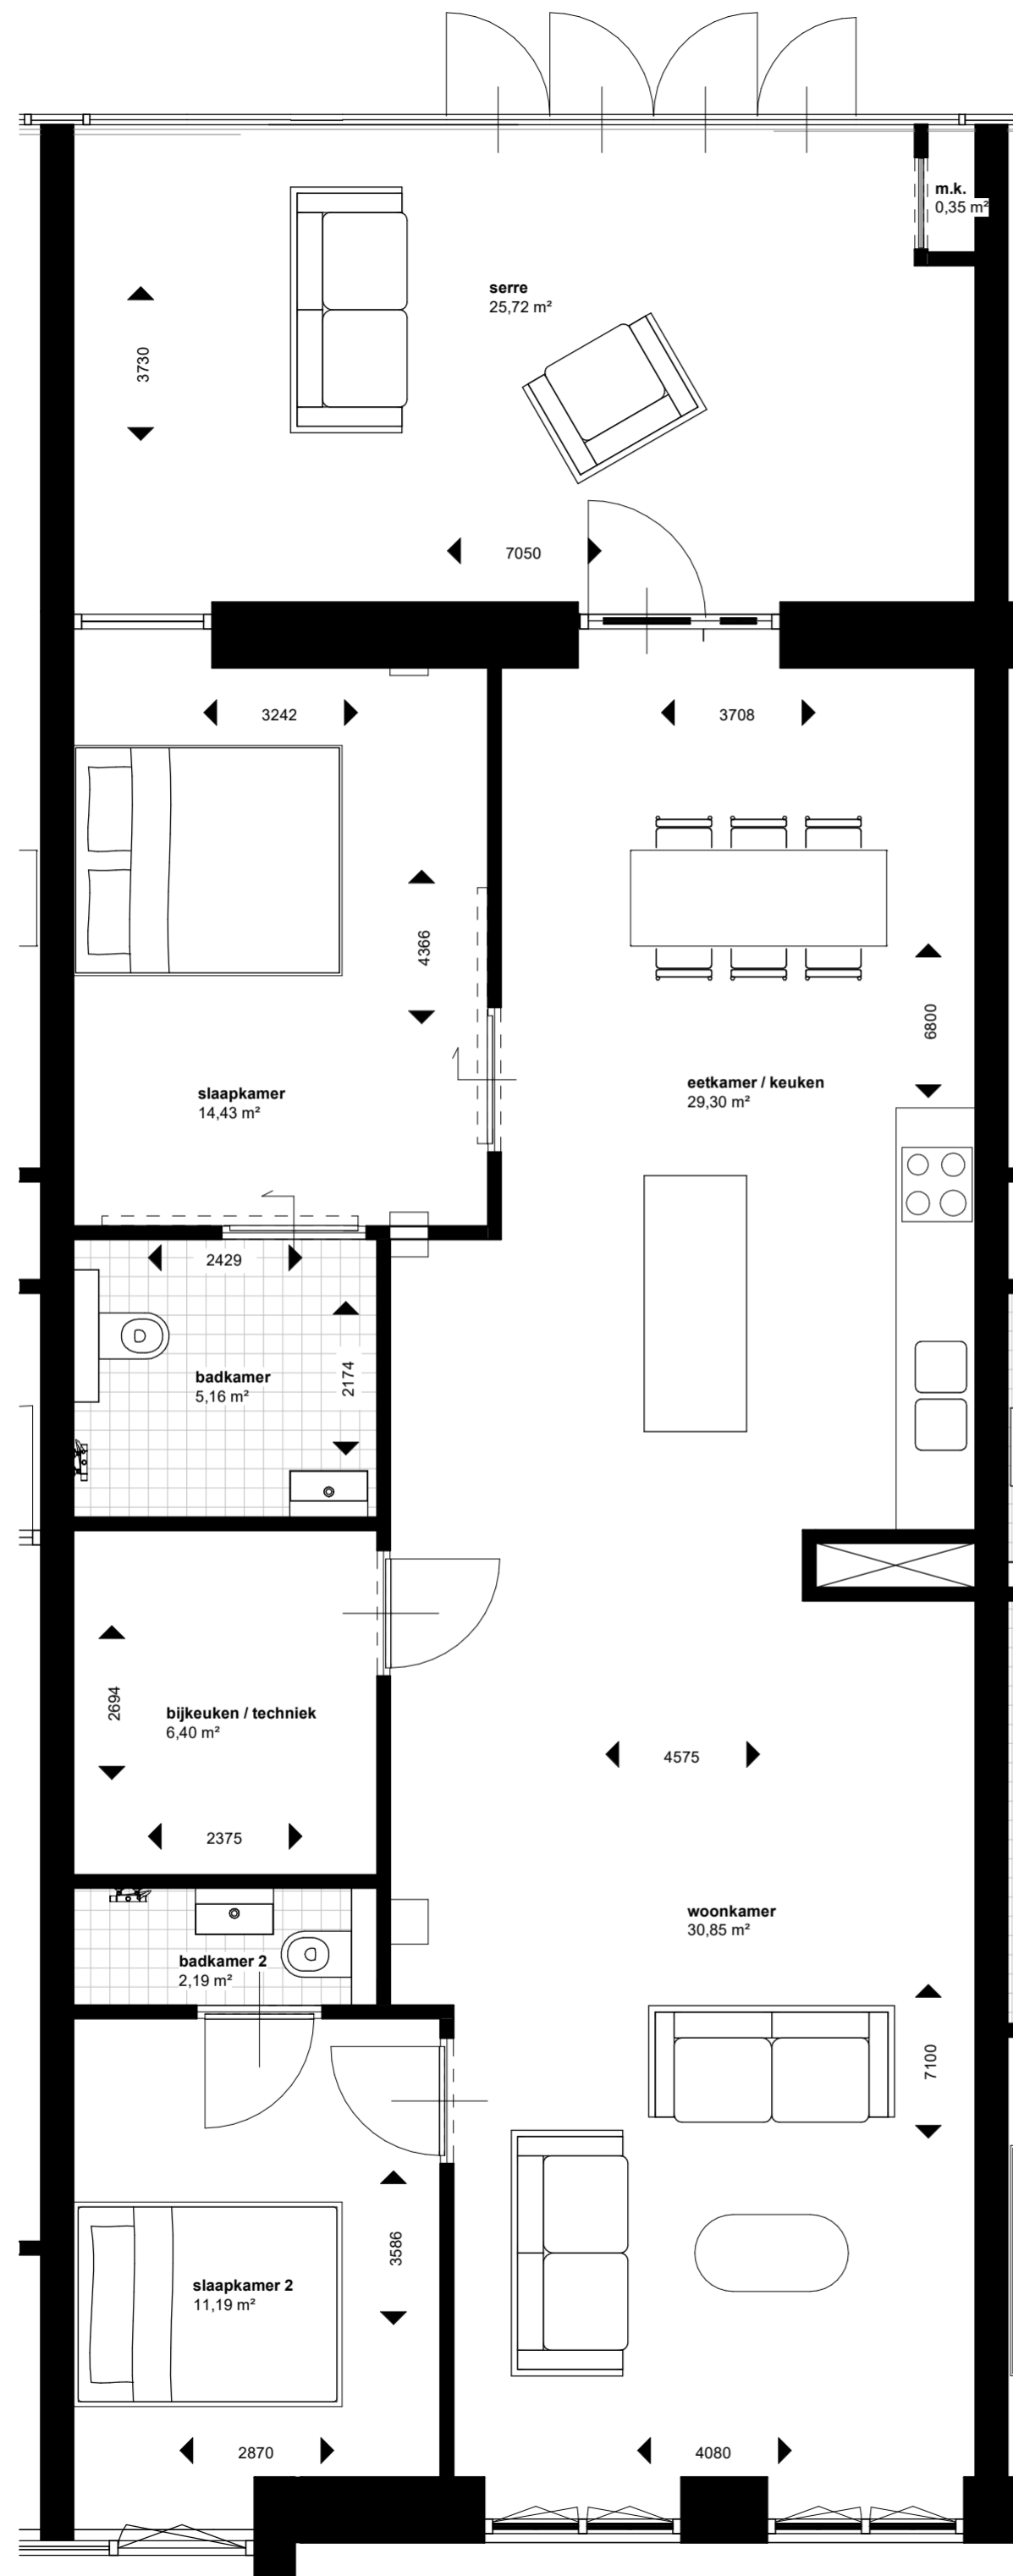 m.k.
0,35 m²
serre
25,72 m²
3730
7050
3242
3708
4366
6800
slaapkamer
14,43 m²
eetkamer / keuken
29,30 m²
2429
2174
badkamer
5,16 m²
2694
bijkeuken / techniek
6,40 m²
4575
2375
woonkamer
30,85 m²
badkamer 2
2,19 m²
7100
3586
slaapkamer 2
11,19 m²
2870
4080